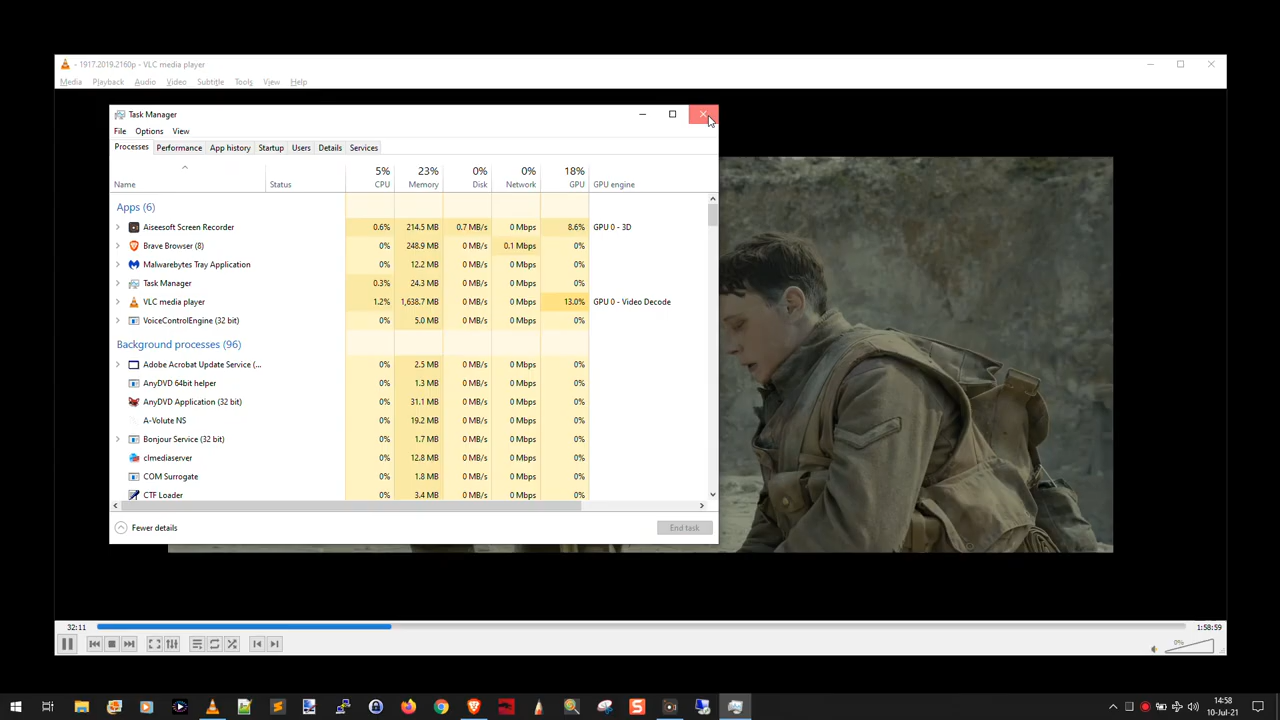 - 1917.2019.2160p - VLC media player
Media Playback Audio Video Subtitle Tools View Help
Task Manager
File Options View
Processes Performance App history Startup Users Details Services
5% 23% 0% 0% 18%
Name Status CPU Memory Disk Network GPU GPU engine
Apps (6)
Aiseesoft Screen Recorder 0.6% 214.5 MB 0.7 MB/s 0 Mbps 8.6% GPU 0 - 3D
Brave Browser (8) 0% 248.9 MB 0 MB/s 0.1 Mbps 0%
Malwarebytes Tray Application 0% 12.2 MB 0 MB/s 0 Mbps 0%
Task Manager 0.3% 24.3 MB 0 MB/s 0 Mbps 0%
VLC media player 1.2% 1,638.7 MB 0 MB/s 0 Mbps 13.0% GPU 0 - Video Decode
VoiceControlEngine (32 bit) 0% 5.0 MB 0 MB/s 0 Mbps 0%
Background processes (96)
Adobe Acrobat Update Service (... 0% 2.5 MB 0 MB/s 0 Mbps 0%
AnyDVD 64bit helper 0% 1.3 MB 0 MB/s 0 Mbps 0%
AnyDVD Application (32 bit) 0% 31.1 MB 0 MB/s 0 Mbps 0%
A-Volute NS 0% 19.2 MB 0 MB/s 0 Mbps 0%
Bonjour Service (32 bit) 0% 1.7 MB 0 MB/s 0 Mbps 0%
clmediaserver 0% 12.8 MB 0 MB/s 0 Mbps 0%
COM Surrogate 0% 1.8 MB 0 MB/s 0 Mbps 0%
CTF Loader 0% 3.4 MB 0 MB/s 0 Mbps 0%
Fewer details End task
32:11 1:58:59
0%
14:58
10-Jul-21